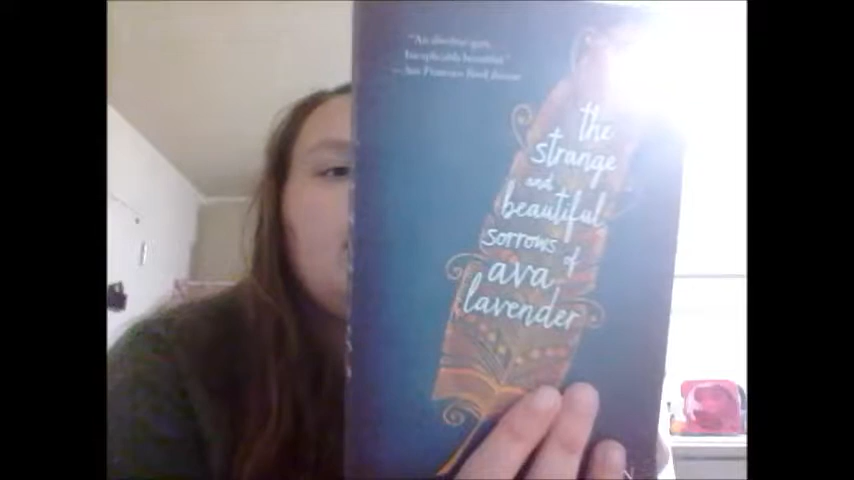 "An absolute gem.
Inexplicably beautiful."
— San Francisco Book Review
the
strange
and
beautiful
sorrows of
ava
lavender